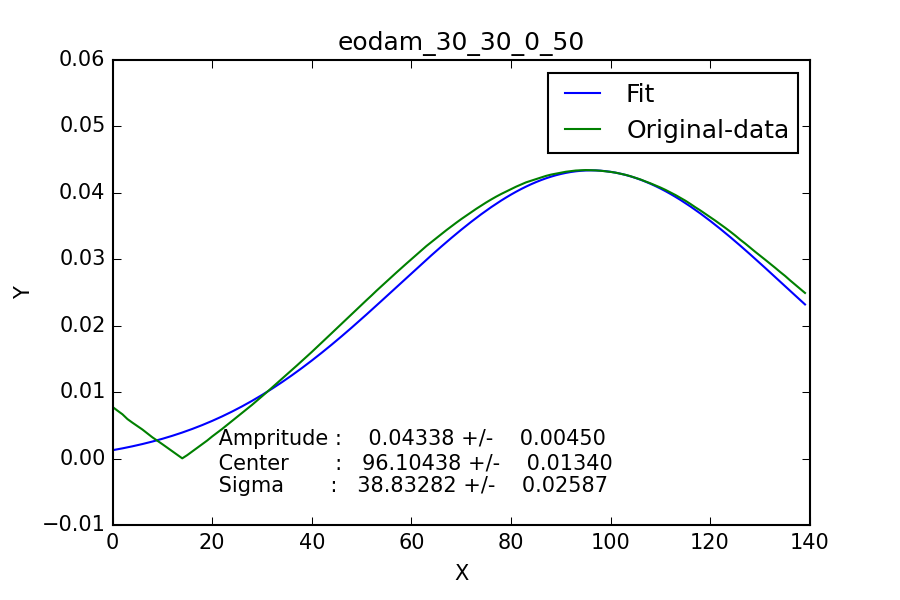 eodam_30_30_0_50
0.06
0.05
0.04
0.03
0.02
0.01
0.00
−0.01
Y
Fit
Original-data
Ampritude : 0.04338 +/- 0.00450
Center : 96.10438 +/- 0.01340
Sigma : 38.83282 +/- 0.02587
0 20 40 60 80 100 120 140
X